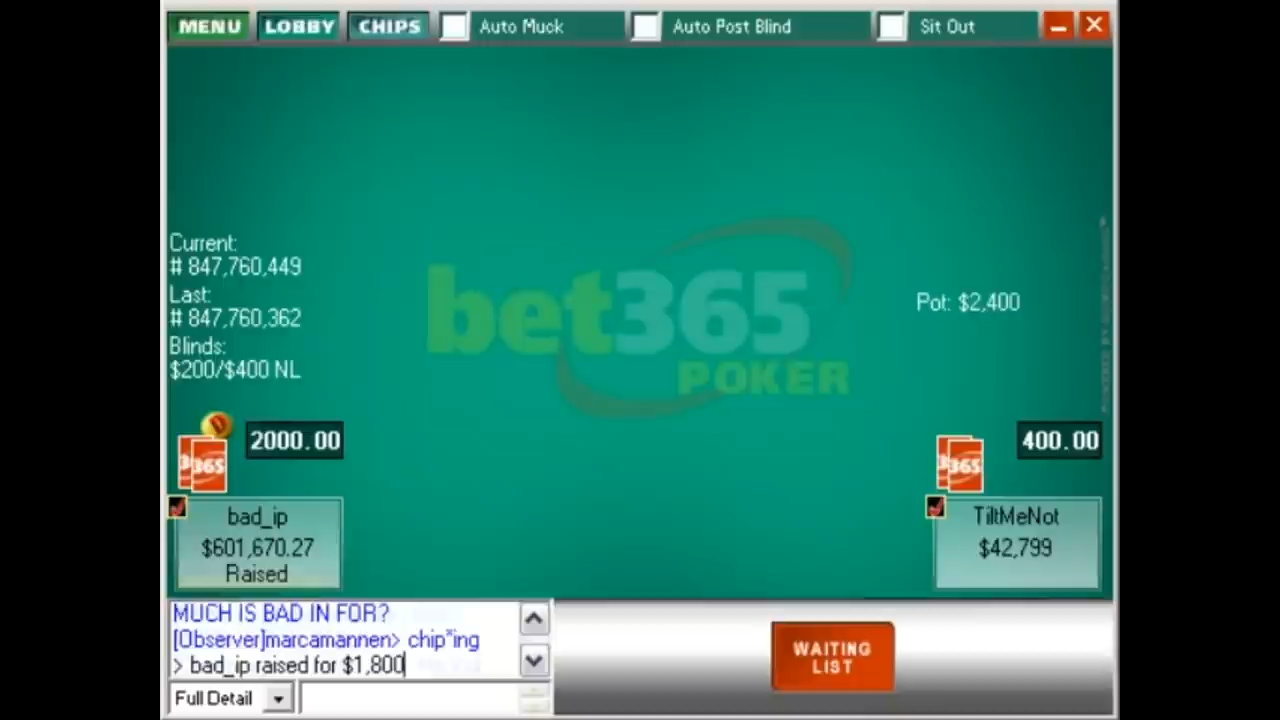 MENU LOBBY CHIPS Auto Muck Auto Post Blind Sit Out
Current:
# 847,760,449
Last:
# 847,760,362
Blinds:
$200/$400 NL
bet365
POKER
Pot: $2,400
D
2000.00
365
400.00
365
bad_ip
$601,670.27
Raised
TiltMeNot
$42,799
MUCH IS BAD IN FOR?
[Observer]marcamannen> chip*ing
> bad_ip raised for $1,800
Full Detail
WAITING
LIST